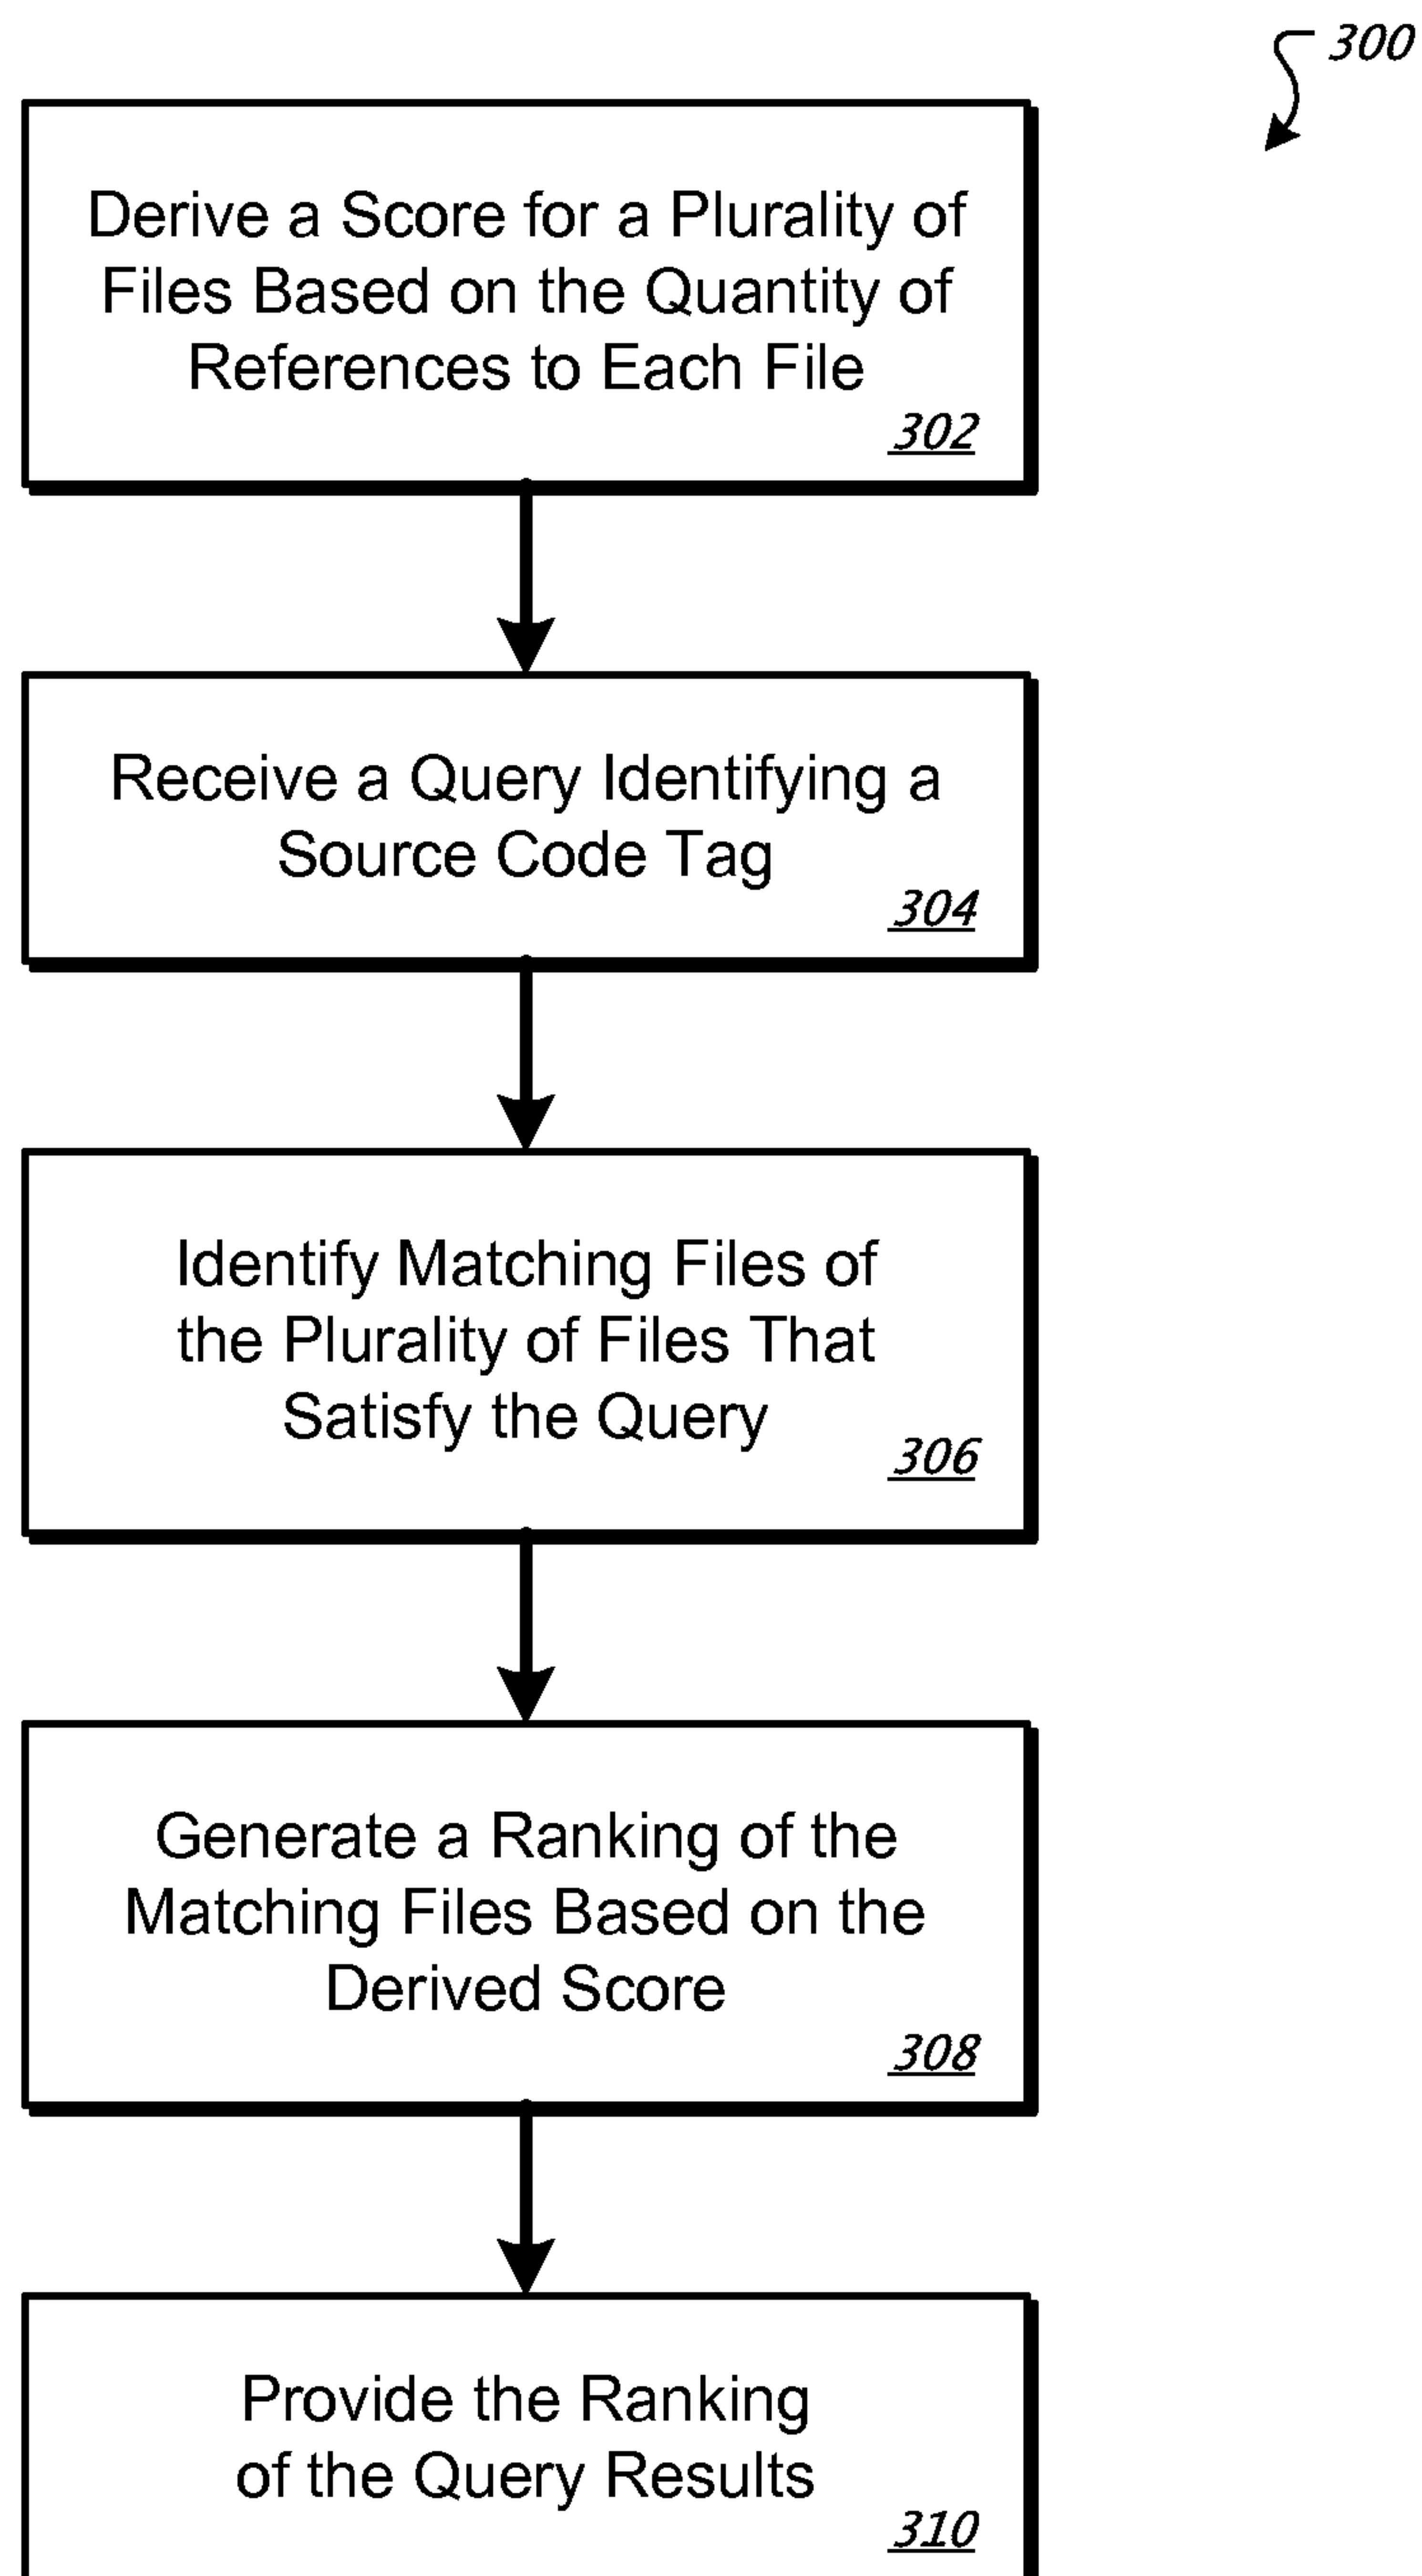 300
Derive a Score for a Plurality of
Files Based on the Quantity of
References to Each File
302
Receive a Query Identifying a
Source Code Tag
304
Identify Matching Files of
the Plurality of Files That
Satisfy the Query
306
Generate a Ranking of the
Matching Files Based on the
Derived Score
308
Provide the Ranking
of the Query Results
310